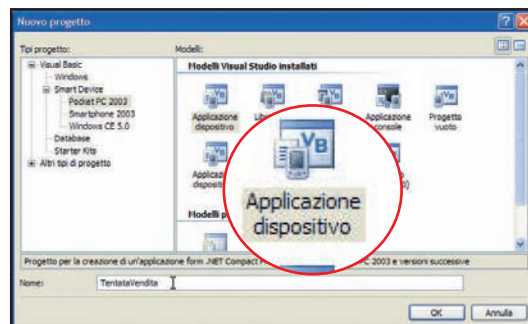 Nuovo progetto
Tipi progetto:
Modelli:
Visual Basic
Windows
Smart Device
Pocket PC 2003
Smartphone 2003
Windows CE 5.0
Database
Starter Kits
Altri tipi di progetto
Modelli Visual Studio installati
Applicazione
dispositivo
Applicazione
console
Progetto
vuoto
VB
Applicazione
dispositivo
Modelli
Progetto per la creazione di un'applicazione form .NET Compact
PC 2003 e versioni successive
Nome:
TentataVendita
OK
Annulla